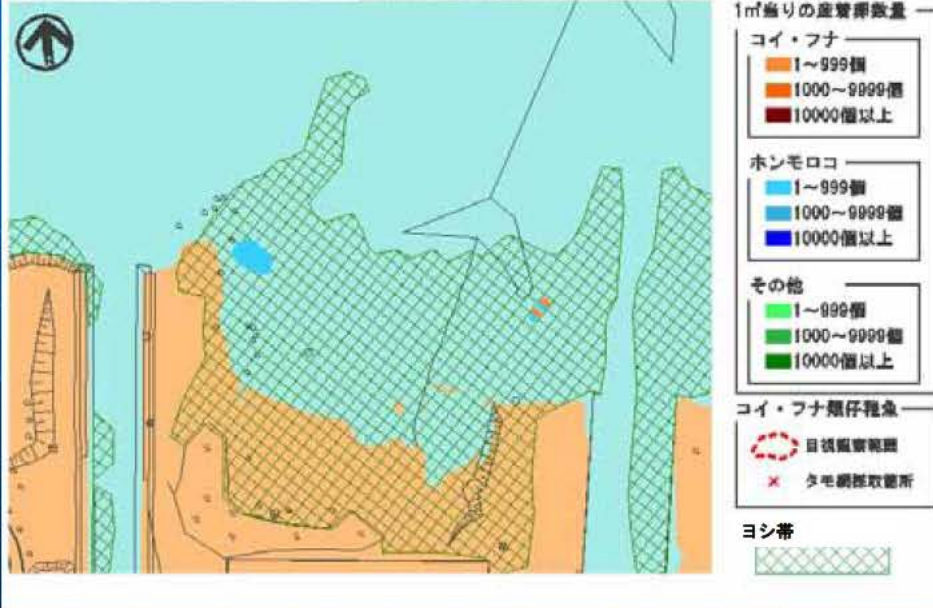 1㎡当りの産着卵数量
コイ・フナ
1～999個
1000～9999個
10000個以上
ホンモロコ
1～999個
1000～9999個
10000個以上
その他
1～999個
1000～9999個
10000個以上
コイ・フナ類仔稚魚
目視観察範囲
タモ網採取箇所
ヨシ帯